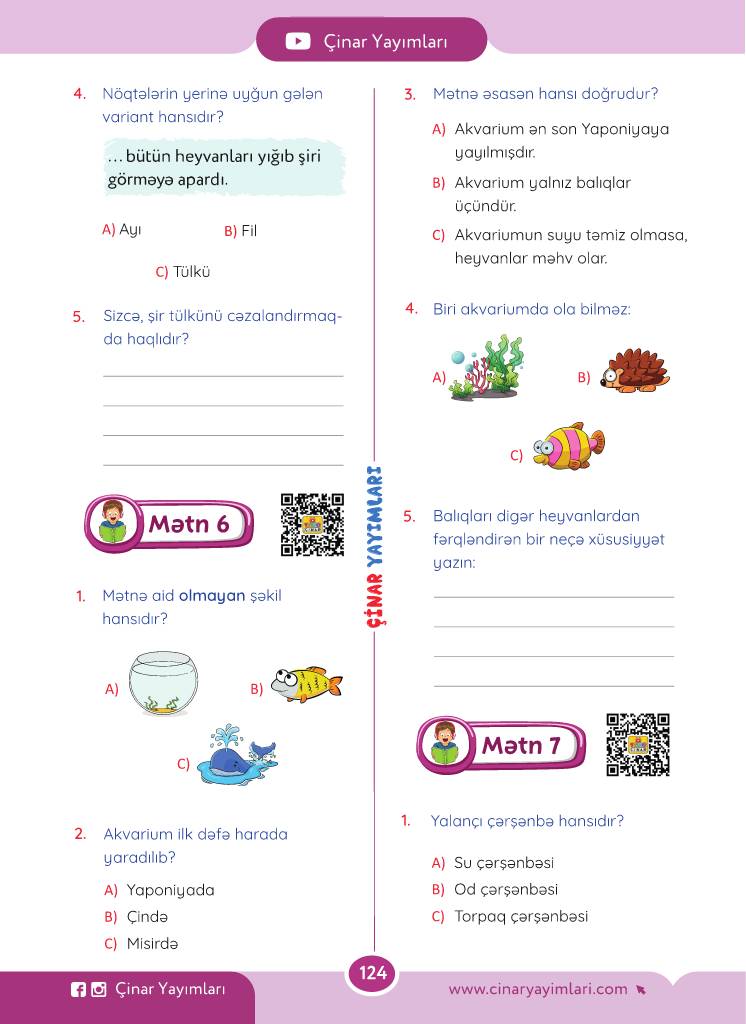 Çinar Yayımları
4. Nöqtələrin yerinə uyğun gələn
variant hansıdır?
...bütün heyvanları yığıb şiri
görməyə apardı.
A) Ayı
B) Fil
C) Tülkü
5. Sizcə, şir tülkünü cəzalandırmaq-
da haqlıdır?
Mətn 6
1. Mətnə aid olmayan şəkil
hansıdır?
A)
B)
C)
2. Akvarium ilk dəfə harada
yaradılıb?
A) Yaponiyada
B) Çində
C) Misirdə
ÇİNAR YAYIMLARI
3. Mətnə əsasən hansı doğrudur?
A) Akvarium ən son Yaponiyaya
yayılmışdır.
B) Akvarium yalnız balıqlar
üçündür.
C) Akvariumun suyu təmiz olmasa,
heyvanlar məhv olar.
4. Biri akvariumda ola bilməz:
A)
B)
C)
5. Balıqları digər heyvanlardan
fərqləndirən bir neçə xüsusiyyət
yazın:
Mətn 7
1. Yalançı çərşənbə hansıdır?
A) Su çərşənbəsi
B) Od çərşənbəsi
C) Torpaq çərşənbəsi
Çinar Yayımları
124
www.cinaryayimlari.com